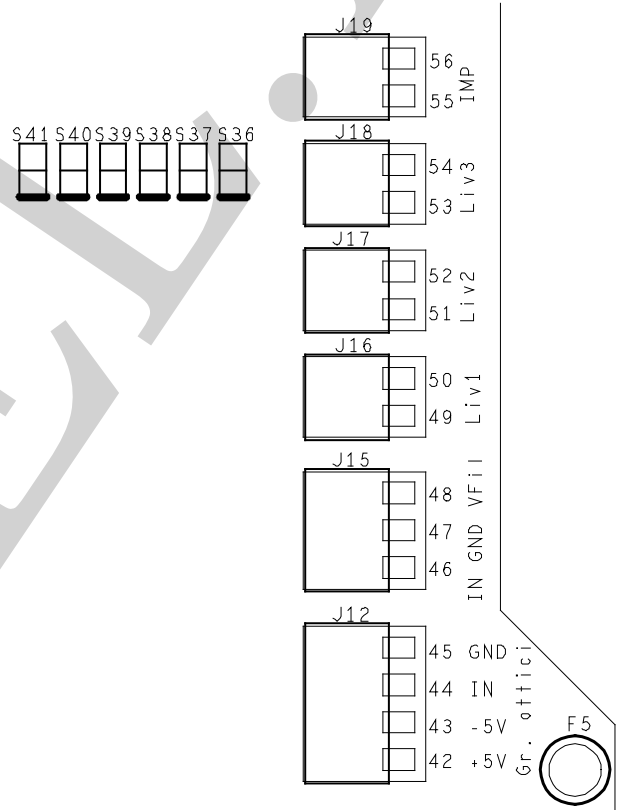 J19
56
55
IMP
S41 S40 S39 S38 S37 S36
J18
54
53
Liv3
J17
52
51
Liv2
J16
50
49
Liv1
J15
48
47
46
IN GND VFil
J12
45 GND
44 IN
43 -5V
42 +5V
Gr. ottici
F5